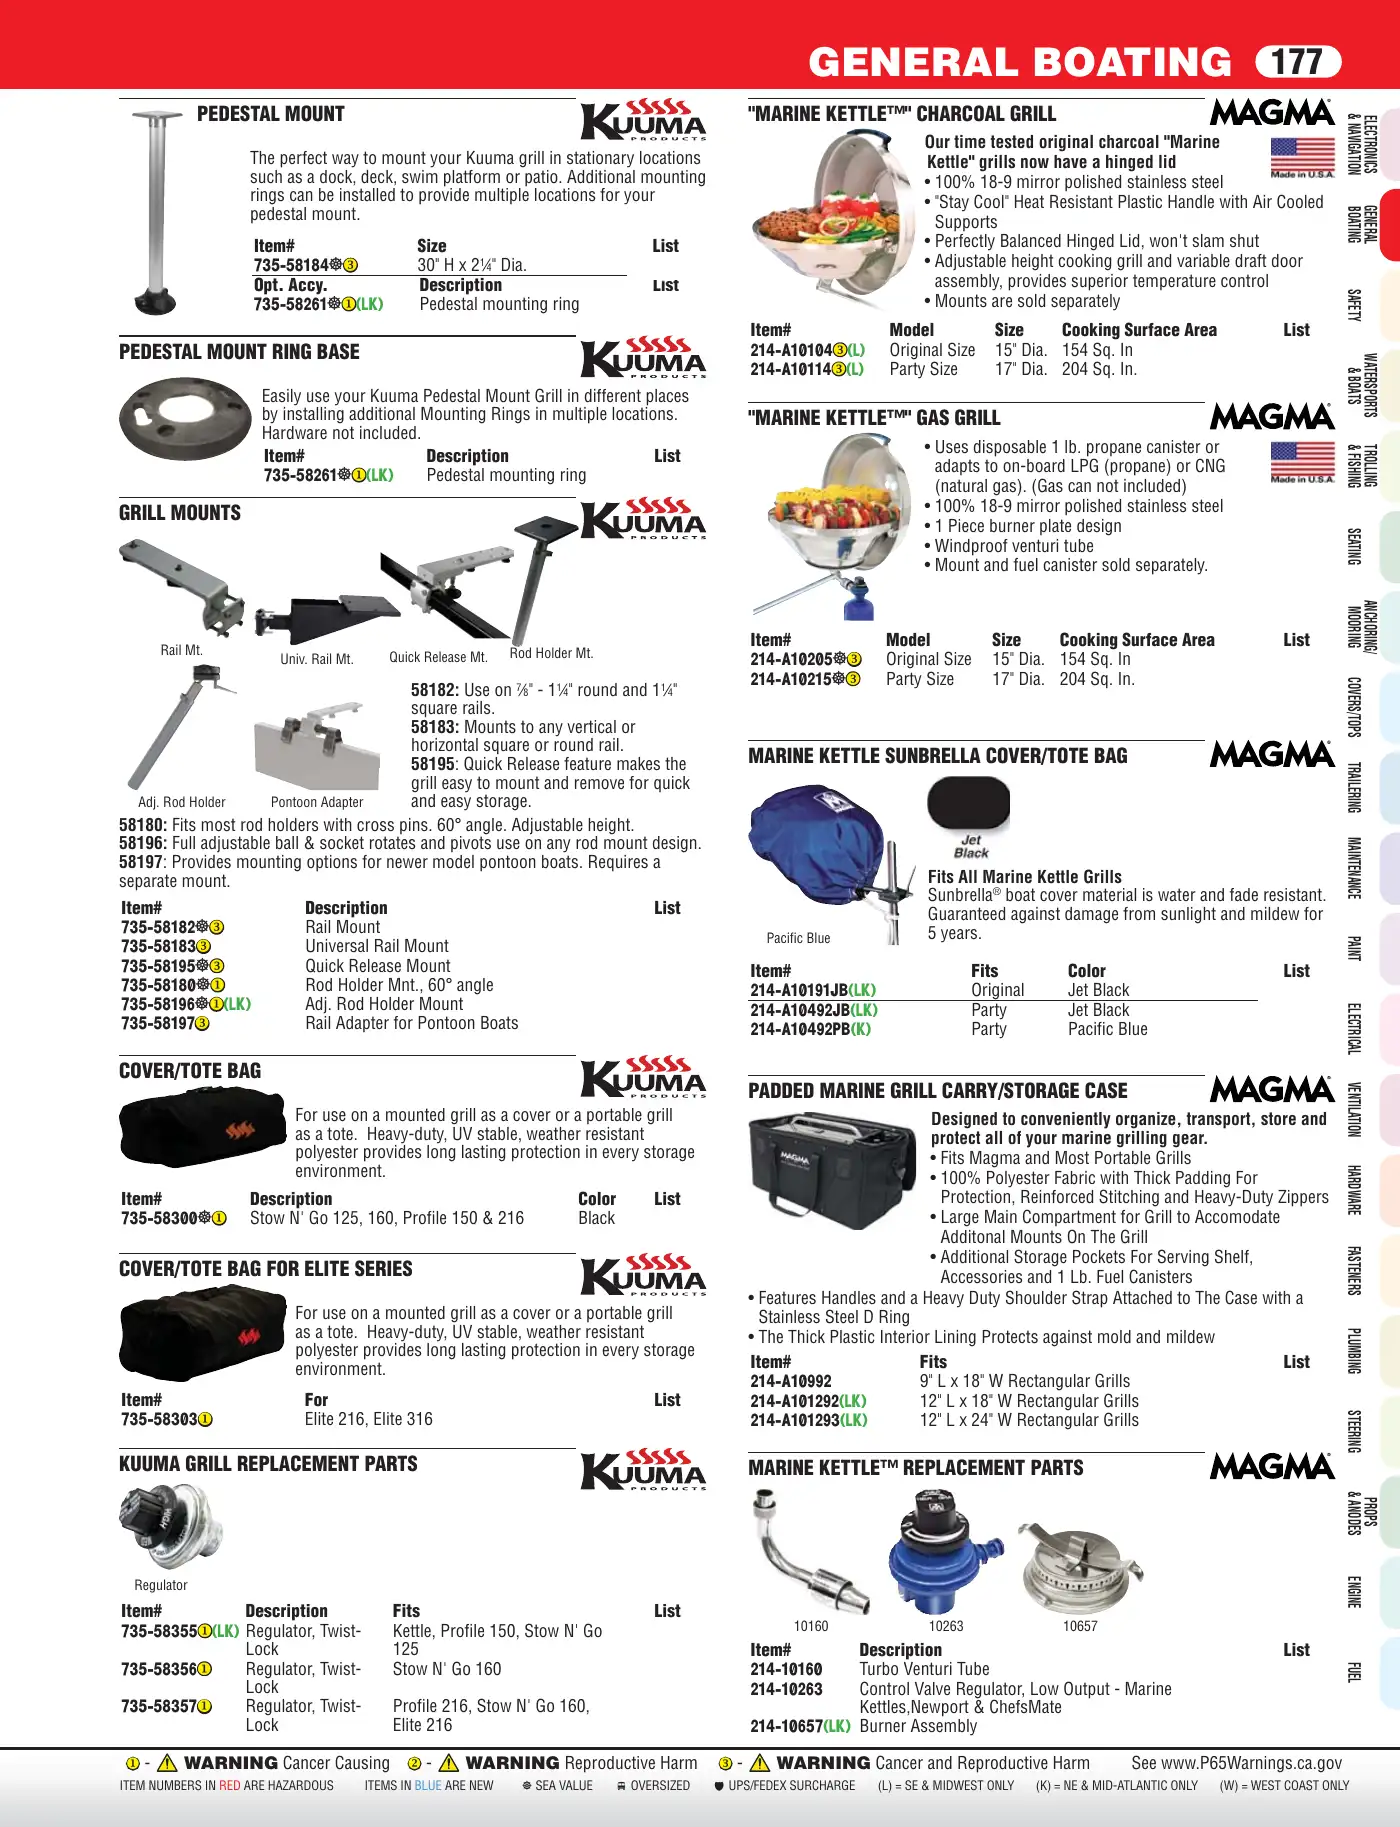 GENERAL BOATING 177
PEDESTAL MOUNT
KUUMA
PRODUCTS
The perfect way to mount your Kuuma grill in stationary locations
such as a dock, deck, swim platform or patio. Additional mounting
rings can be installed to provide multiple locations for your
pedestal mount.
Item# Size List
735-58184☸③ 30" H x 2¼" Dia.
Opt. Accy. Description List
735-58261☸①(LK) Pedestal mounting ring
PEDESTAL MOUNT RING BASE
KUUMA
PRODUCTS
Easily use your Kuuma Pedestal Mount Grill in different places
by installing additional Mounting Rings in multiple locations.
Hardware not included.
Item# Description List
735-58261☸①(LK) Pedestal mounting ring
GRILL MOUNTS
KUUMA
PRODUCTS
Rail Mt.
Univ. Rail Mt.
Quick Release Mt.
Rod Holder Mt.
Adj. Rod Holder
Pontoon Adapter
58182: Use on ⅞" - 1¼" round and 1¼"
square rails.
58183: Mounts to any vertical or
horizontal square or round rail.
58195: Quick Release feature makes the
grill easy to mount and remove for quick
and easy storage.
58180: Fits most rod holders with cross pins. 60° angle. Adjustable height.
58196: Full adjustable ball & socket rotates and pivots use on any rod mount design.
58197: Provides mounting options for newer model pontoon boats. Requires a
separate mount.
Item# Description List
735-58182☸③ Rail Mount
735-58183③ Universal Rail Mount
735-58195☸③ Quick Release Mount
735-58180☸① Rod Holder Mnt., 60° angle
735-58196☸①(LK) Adj. Rod Holder Mount
735-58197③ Rail Adapter for Pontoon Boats
COVER/TOTE BAG
KUUMA
PRODUCTS
For use on a mounted grill as a cover or a portable grill
as a tote. Heavy-duty, UV stable, weather resistant
polyester provides long lasting protection in every storage
environment.
Item# Description Color List
735-58300☸① Stow N' Go 125, 160, Profile 150 & 216 Black
COVER/TOTE BAG FOR ELITE SERIES
KUUMA
PRODUCTS
For use on a mounted grill as a cover or a portable grill
as a tote. Heavy-duty, UV stable, weather resistant
polyester provides long lasting protection in every storage
environment.
Item# For List
735-58303① Elite 216, Elite 316
KUUMA GRILL REPLACEMENT PARTS
KUUMA
PRODUCTS
Regulator
Item# Description Fits List
735-58355①(LK) Regulator, Twist- Kettle, Profile 150, Stow N' Go
Lock 125
735-58356① Regulator, Twist- Stow N' Go 160
Lock
735-58357① Regulator, Twist- Profile 216, Stow N' Go 160,
Lock Elite 216
"MARINE KETTLE™" CHARCOAL GRILL
MAGMA
Our time tested original charcoal "Marine
Kettle" grills now have a hinged lid
Made in U.S.A.
• 100% 18-9 mirror polished stainless steel
• "Stay Cool" Heat Resistant Plastic Handle with Air Cooled
Supports
• Perfectly Balanced Hinged Lid, won't slam shut
• Adjustable height cooking grill and variable draft door
assembly, provides superior temperature control
• Mounts are sold separately
Item# Model Size Cooking Surface Area List
214-A10104③(L) Original Size 15" Dia. 154 Sq. In
214-A10114③(L) Party Size 17" Dia. 204 Sq. In.
"MARINE KETTLE™" GAS GRILL
MAGMA
• Uses disposable 1 lb. propane canister or
adapts to on-board LPG (propane) or CNG
(natural gas). (Gas can not included)
Made in U.S.A.
• 100% 18-9 mirror polished stainless steel
• 1 Piece burner plate design
• Windproof venturi tube
• Mount and fuel canister sold separately.
Item# Model Size Cooking Surface Area List
214-A10205☸③ Original Size 15" Dia. 154 Sq. In
214-A10215☸③ Party Size 17" Dia. 204 Sq. In.
MARINE KETTLE SUNBRELLA COVER/TOTE BAG
MAGMA
Jet
Black
Pacific Blue
Fits All Marine Kettle Grills
Sunbrella® boat cover material is water and fade resistant.
Guaranteed against damage from sunlight and mildew for
5 years.
Item# Fits Color List
214-A10191JB(LK) Original Jet Black
214-A10492JB(LK) Party Jet Black
214-A10492PB(K) Party Pacific Blue
PADDED MARINE GRILL CARRY/STORAGE CASE
MAGMA
MAGMA
Designed to conveniently organize, transport, store and
protect all of your marine grilling gear.
• Fits Magma and Most Portable Grills
• 100% Polyester Fabric with Thick Padding For
Protection, Reinforced Stitching and Heavy-Duty Zippers
• Large Main Compartment for Grill to Accomodate
Additonal Mounts On The Grill
• Additional Storage Pockets For Serving Shelf,
Accessories and 1 Lb. Fuel Canisters
• Features Handles and a Heavy Duty Shoulder Strap Attached to The Case with a
Stainless Steel D Ring
• The Thick Plastic Interior Lining Protects against mold and mildew
Item# Fits List
214-A10992 9" L x 18" W Rectangular Grills
214-A101292(LK) 12" L x 18" W Rectangular Grills
214-A101293(LK) 12" L x 24" W Rectangular Grills
MARINE KETTLE™ REPLACEMENT PARTS
MAGMA
10160
10263
10657
Item# Description List
214-10160 Turbo Venturi Tube
214-10263 Control Valve Regulator, Low Output - Marine
Kettles,Newport & ChefsMate
214-10657(LK) Burner Assembly
ELECTRONICS
& NAVIGATION
GENERAL
BOATING
SAFETY
WATERSPORTS
& BOATS
TROLLING
& FISHING
SEATING
ANCHORING/
MOORING
COVERS/TOPS
TRAILERING
MAINTENANCE
PAINT
ELECTRICAL
VENTILATION
HARDWARE
FASTENERS
PLUMBING
STEERING
PROPS
& ANODES
ENGINE
FUEL
① - ⚠ WARNING Cancer Causing ② - ⚠ WARNING Reproductive Harm ③ - ⚠ WARNING Cancer and Reproductive Harm See www.P65Warnings.ca.gov
ITEM NUMBERS IN RED ARE HAZARDOUS ITEMS IN BLUE ARE NEW ☸ SEA VALUE OVERSIZED UPS/FEDEX SURCHARGE (L) = SE & MIDWEST ONLY (K) = NE & MID-ATLANTIC ONLY (W) = WEST COAST ONLY